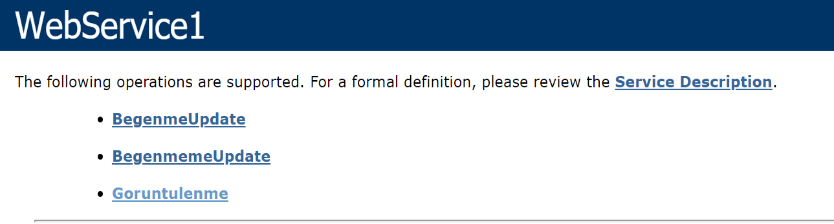 WebService1
The following operations are supported. For a formal definition, please review the Service Description.
BegenmeUpdate
BegenmemeUpdate
Goruntulenme